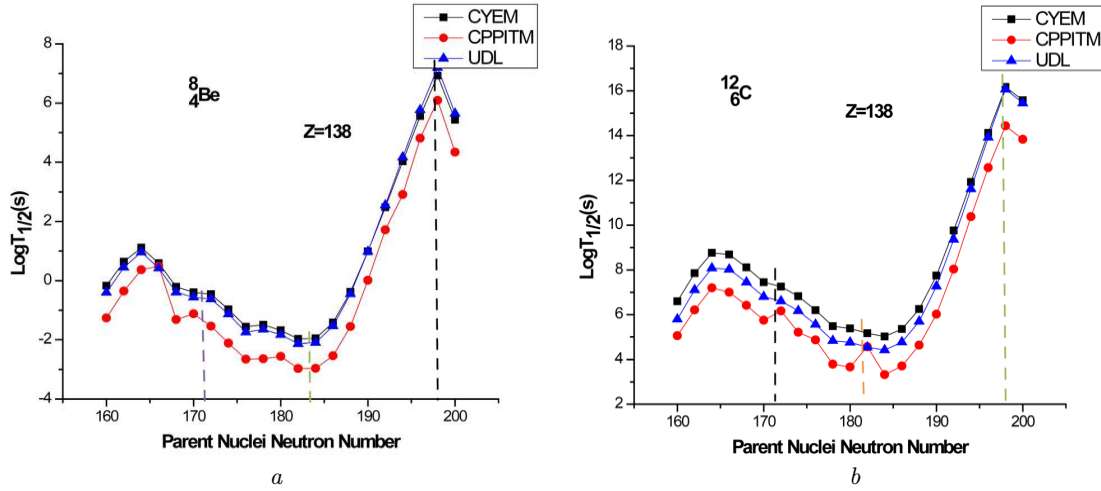 CYEM
CPPITM
UDL
8
4Be
Z=138
LogT1/2(s)
8
6
4
2
0
-2
-4
160
170
180
190
200
Parent Nuclei Neutron Number
a
CYEM
CPPITM
UDL
12
6C
Z=138
LogT1/2(s)
18
16
14
12
10
8
6
4
2
160
170
180
190
200
Parent Nuclei Neutron Number
b